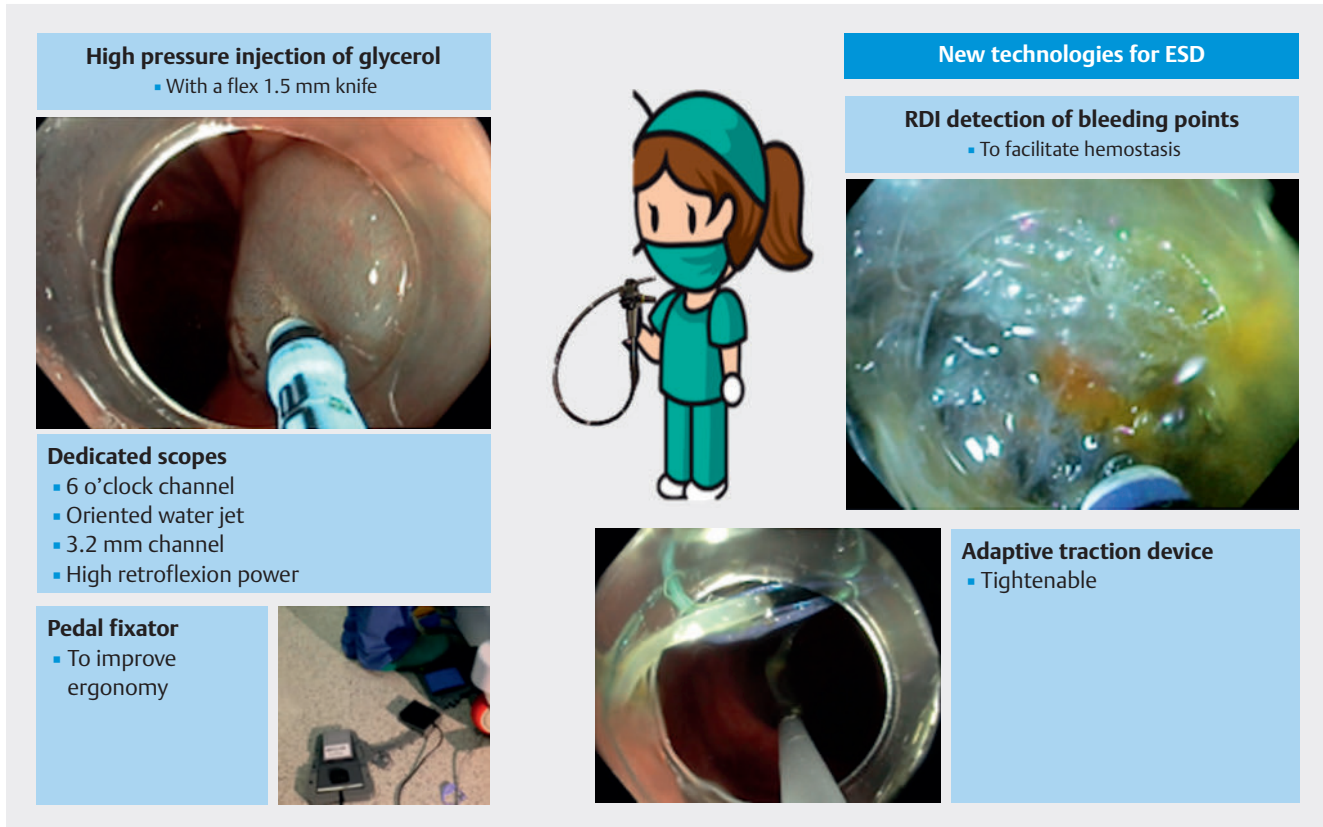 High pressure injection of glycerol
▪ With a flex 1.5 mm knife
Dedicated scopes
▪ 6 o’clock channel
▪ Oriented water jet
▪ 3.2 mm channel
▪ High retroflexion power
Pedal fixator
▪ To improve
ergonomy
New technologies for ESD
RDI detection of bleeding points
▪ To facilitate hemostasis
Adaptive traction device
▪ Tightenable